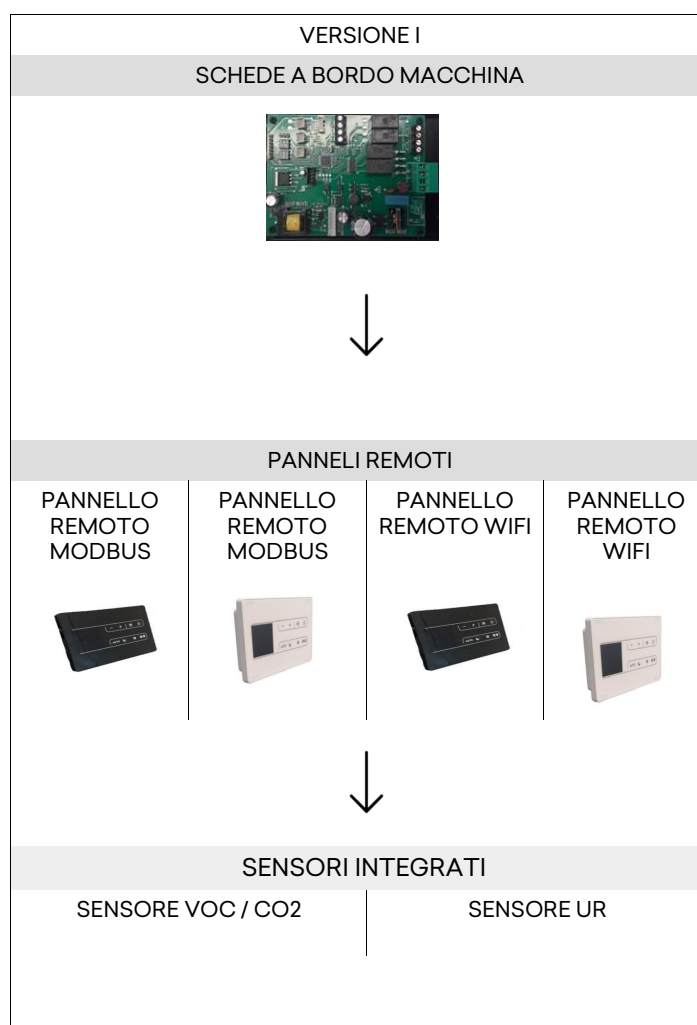 VERSIONE I
SCHEDE A BORDO MACCHINA
PANNELI REMOTI
PANNELLO
REMOTO
MODBUS
PANNELLO
REMOTO
MODBUS
PANNELLO
REMOTO WIFI
PANNELLO
REMOTO
WIFI
SENSORI INTEGRATI
SENSORE VOC / CO2
SENSORE UR